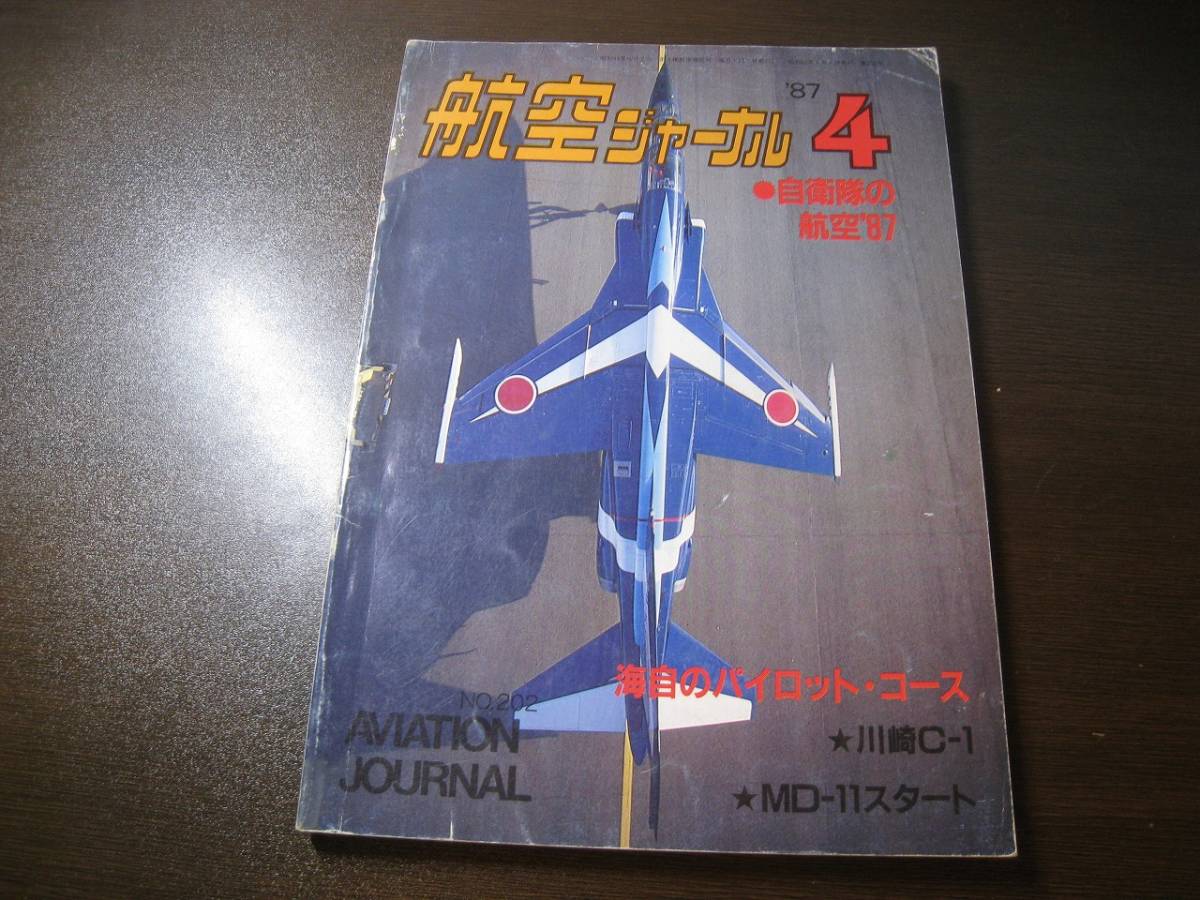 航空ジャーナル
'87 4
●自衛隊の
航空'87
海自のパイロット・コース
★川崎C-1
★MD-11スタート
NO.202
AVIATION
JOURNAL